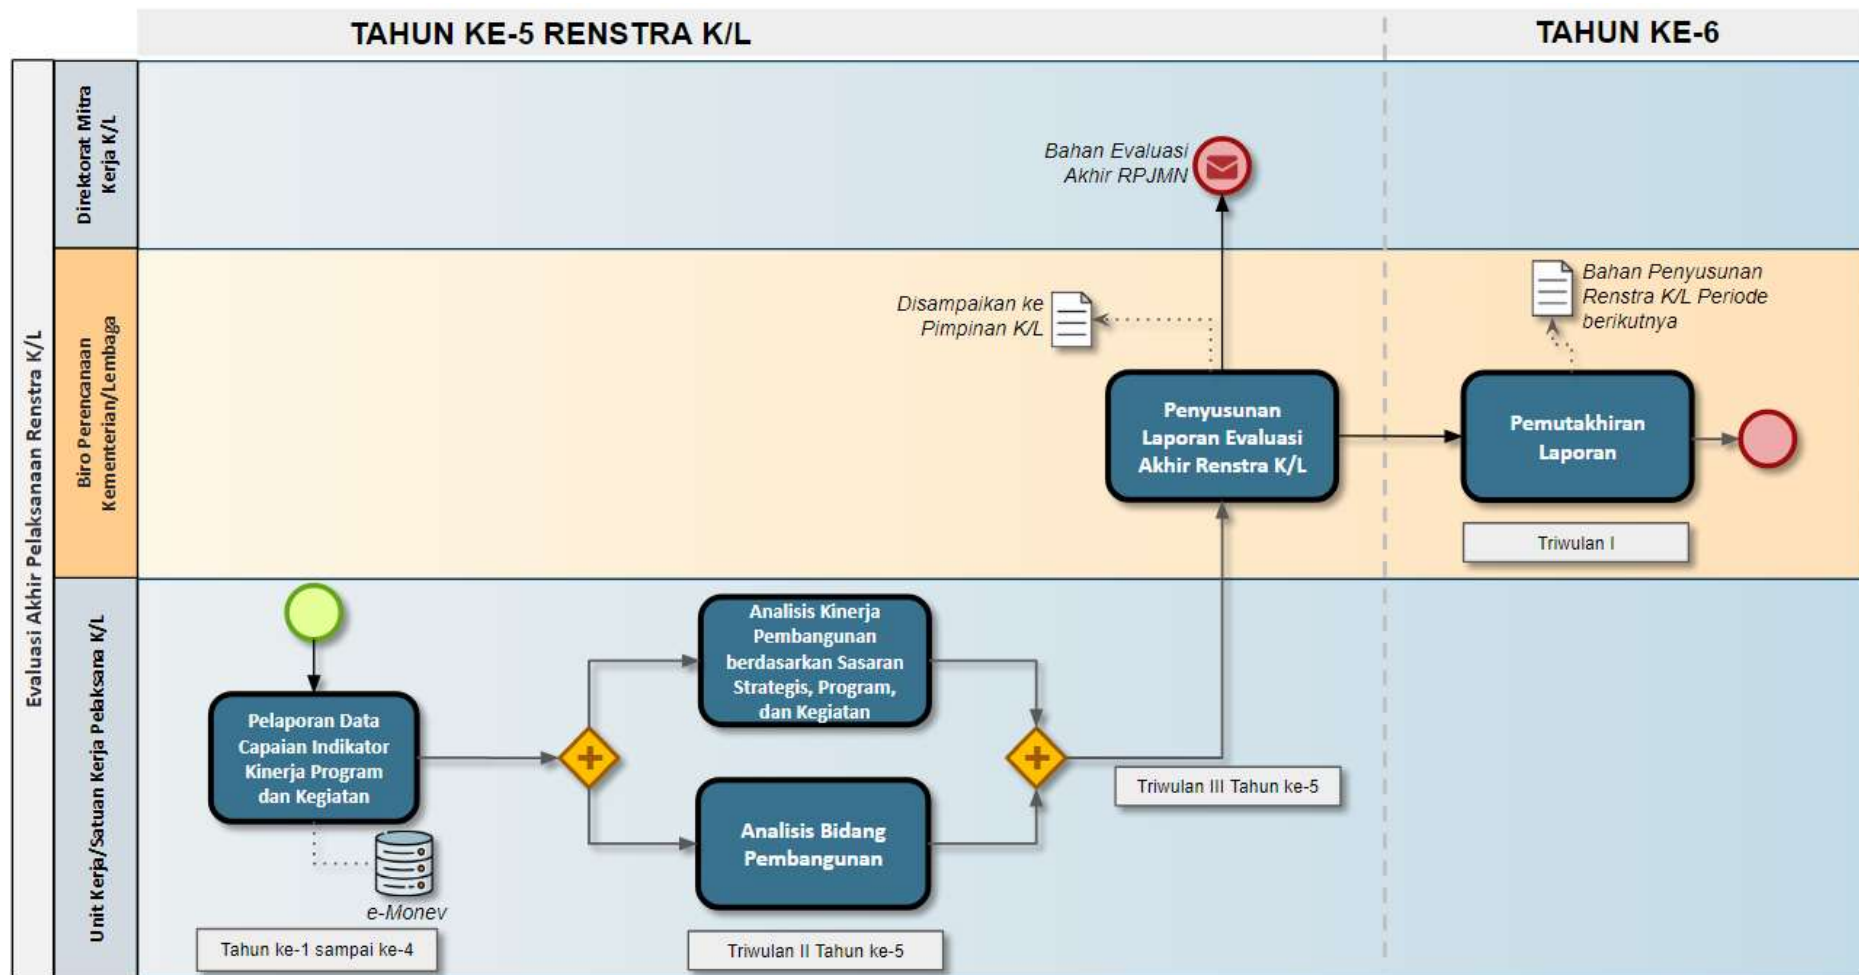 TAHUN KE-5 RENSTRA K/L
TAHUN KE-6
Evaluasi Akhir Pelaksanaan Renstra K/L
Direktorat Mitra
Kerja K/L
Bahan Evaluasi
Akhir RPJMN
Biro Perencanaan
Kementerian/Lembaga
Disampaikan ke
Pimpinan K/L
Bahan Penyusunan
Renstra K/L Periode
berikutnya
Penyusunan
Laporan Evaluasi
Akhir Renstra K/L
Pemutakhiran
Laporan
Triwulan I
Unit Kerja/Satuan Kerja Pelaksana K/L
Pelaporan Data
Capaian Indikator
Kinerja Program
dan Kegiatan
e-Monev
Tahun ke-1 sampai ke-4
Analisis Kinerja
Pembangunan
berdasarkan Sasaran
Strategis, Program,
dan Kegiatan
Analisis Bidang
Pembangunan
Triwulan II Tahun ke-5
Triwulan III Tahun ke-5